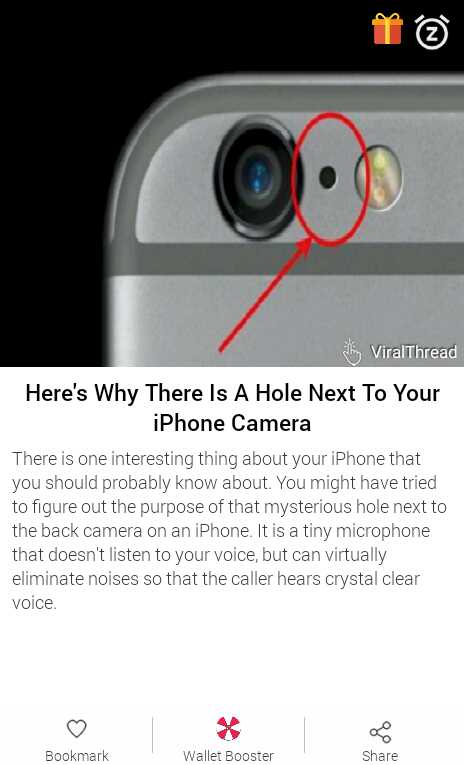 z
ViralThread
Here's Why There Is A Hole Next To Your
iPhone Camera
There is one interesting thing about your iPhone that
you should probably know about. You might have tried
to figure out the purpose of that mysterious hole next to
the back camera on an iPhone. It is a tiny microphone
that doesn't listen to your voice, but can virtually
eliminate noises so that the caller hears crystal clear
voice.
Bookmark
Wallet Booster
Share